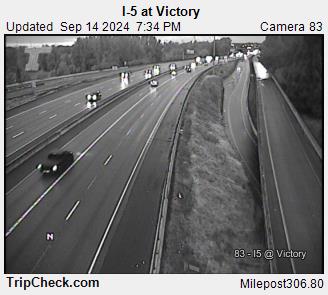 I-5 at Victory
Updated Sep 14 2024 7:34 PM Camera 83
N
83 - I5 @ Victory
TripCheck.com Milepost306.80